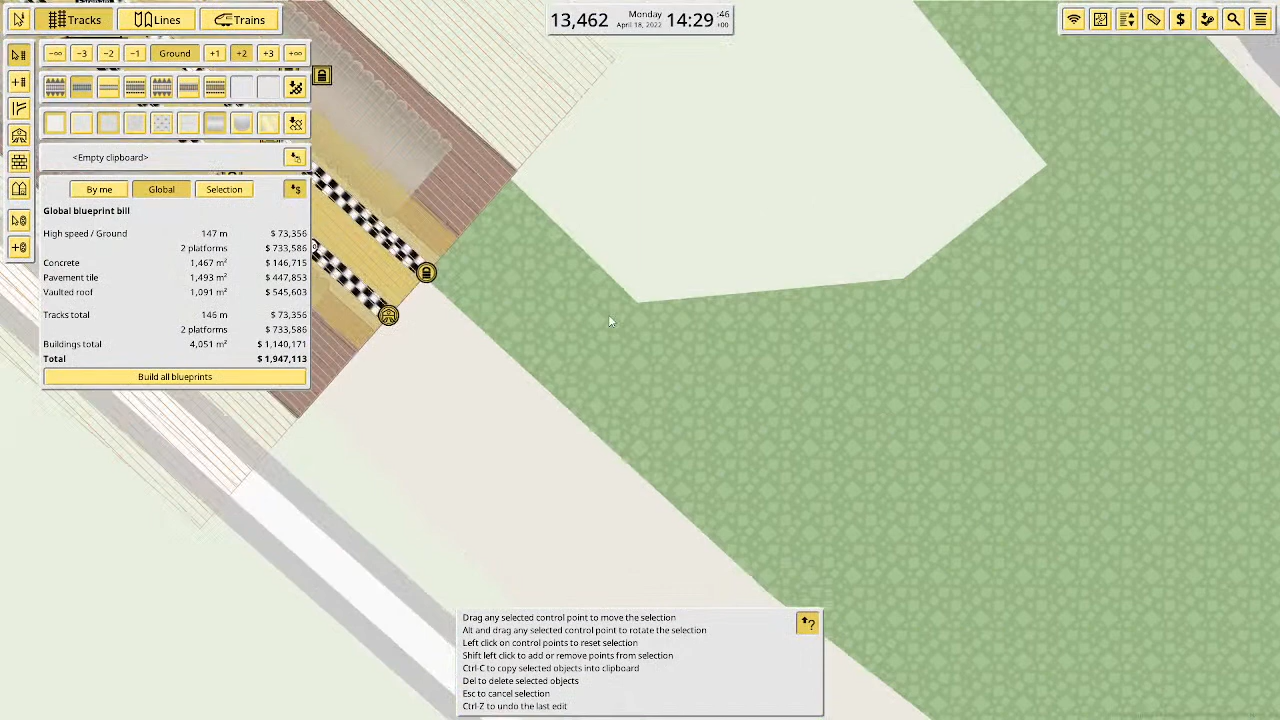 Tracks Lines Trains
13,462 Monday April 18, 2022 14:29 :46 +00
−∞ −3 −2 −1 Ground +1 +2 +3 +∞
<Empty clipboard>
By me Global Selection
Global blueprint bill
High speed / Ground 147 m $ 73,356
2 platforms $ 733,586
Concrete 1,467 m² $ 146,715
Pavement tile 1,493 m² $ 447,853
Vaulted roof 1,091 m² $ 545,603
Tracks total 146 m $ 73,356
2 platforms $ 733,586
Buildings total 4,051 m² $ 1,140,171
Total $ 1,947,113
Build all blueprints
Drag any selected control point to move the selection
Alt and drag any selected control point to rotate the selection
Left click on control points to reset selection
Shift left click to add or remove points from selection
Ctrl-C to copy selected objects into clipboard
Del to delete selected objects
Esc to cancel selection
Ctrl-Z to undo the last edit